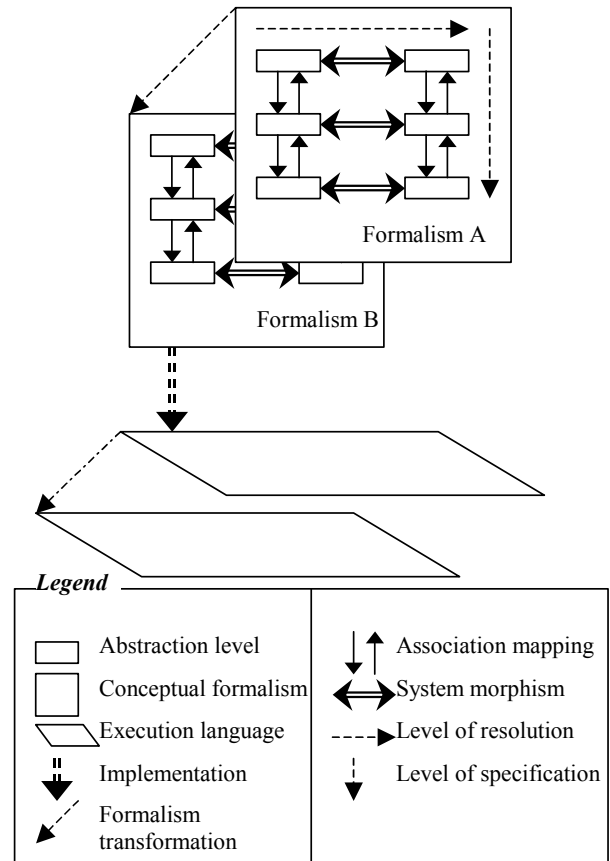 Formalism A
Formalism B
Legend
Abstraction level
Conceptual formalism
Execution language
Implementation
Formalism
transformation
Association mapping
System morphism
Level of resolution
Level of specification